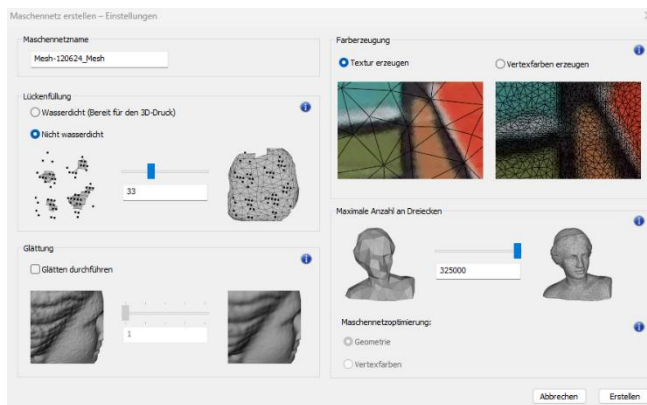 Maschennetz erstellen – Einstellungen
Maschennetzname
Mesh-120624_Mesh
Lückenfüllung
Wasserdicht (Bereit für den 3D-Druck)
Nicht wasserdicht
33
Glättung
Glätten durchführen
1
Farberzeugung
Textur erzeugen
Vertexfarben erzeugen
Maximale Anzahl an Dreiecken
325000
Maschennetzoptimierung:
Geometrie
Vertexfarben
Abbrechen
Erstellen